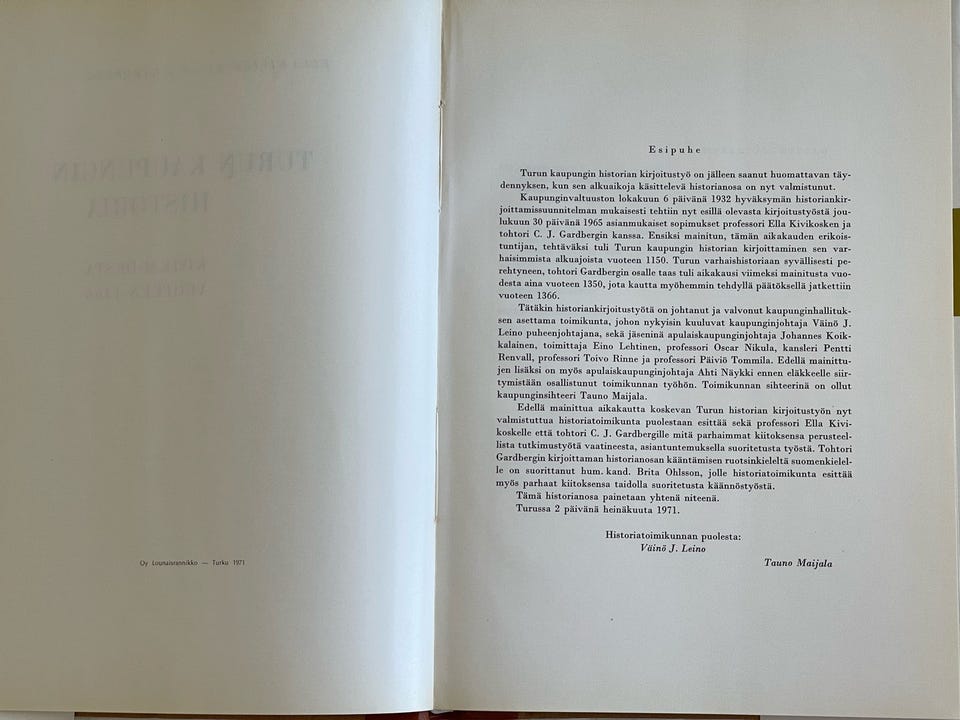 Oy Lounaisrannikko — Turku 1971
Esipuhe
Turun kaupungin historian kirjoitustyö on jälleen saanut huomattavan täy-
dennyksen, kun sen alkuaikoja käsittelevä historianosa on nyt valmistunut.
Kaupunginvaltuuston lokakuun 6 päivänä 1932 hyväksymän historiankir-
joittamissuunnitelman mukaisesti tehtiin nyt esillä olevasta kirjoitustyöstä jou-
lukuun 30 päivänä 1965 asianmukaiset sopimukset professori Ella Kivikosken ja
tohtori C. J. Gardbergin kanssa. Ensiksi mainitun, tämän aikakauden erikois-
tuntijan, tehtäväksi tuli Turun kaupungin historian kirjoittaminen sen var-
haisimmista alkuajoista vuoteen 1150. Turun varhaishistoriaan syvällisesti pe-
rehtyneen, tohtori Gardbergin osalle taas tuli aikakausi viimeksi mainitusta vuo-
desta aina vuoteen 1350, jota kautta myöhemmin tehdyllä päätöksellä jatkettiin
vuoteen 1366.
Tätäkin historiankirjoitustyötä on johtanut ja valvonut kaupunginhallituk-
sen asettama toimikunta, johon nykyisin kuuluvat kaupunginjohtaja Väinö J.
Leino puheenjohtajana, sekä jäseninä apulaiskaupunginjohtaja Johannes Koik-
kalainen, toimittaja Eino Lehtinen, professori Oscar Nikula, kansleri Pentti
Renvall, professori Toivo Rinne ja professori Päiviö Tommila. Edellä mainittu-
jen lisäksi on myös apulaiskaupunginjohtaja Ahti Näykki ennen eläkkeelle siir-
tymistään osallistunut toimikunnan työhön. Toimikunnan sihteerinä on ollut
kaupunginsihteeri Tauno Maijala.
Edellä mainittua aikakautta koskevan Turun historian kirjoitustyön nyt
valmistuttua historiatoimikunta puolestaan esittää sekä professori Ella Kivi-
koskelle että tohtori C. J. Gardbergille mitä parhaimmat kiitoksensa perusteel-
lista tutkimustyötä vaatineesta, asiantuntemuksella suoritetusta työstä. Tohtori
Gardbergin kirjoittaman historianosan kääntämisen ruotsinkieleltä suomenkielel-
le on suorittanut hum. kand. Brita Ohlsson, jolle historiatoimikunta esittää
myös parhaat kiitoksensa taidolla suoritetusta käännöstyöstä.
Tämä historianosa painetaan yhtenä niteenä.
Turussa 2 päivänä heinäkuuta 1971.
Historiatoimikunnan puolesta:
Väinö J. Leino
Tauno Maijala